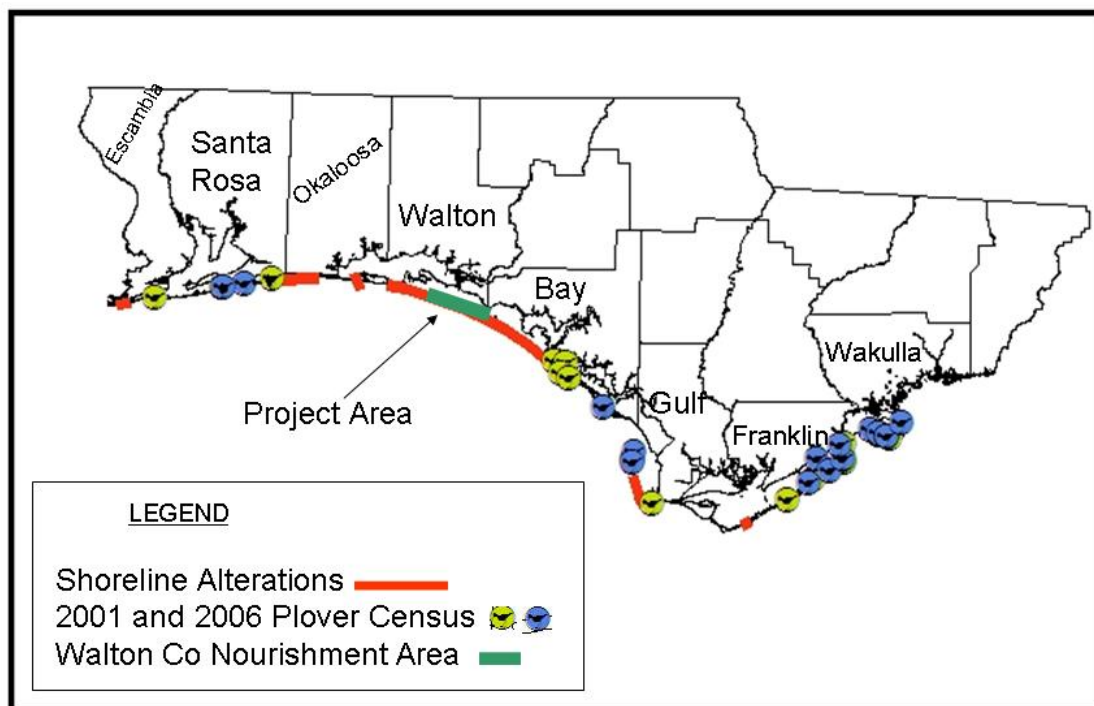 Escambia
Santa
Rosa
Okaloosa
Walton
Bay
Wakulla
Project Area
Gulf
Franklin
LEGEND
Shoreline Alterations
2001 and 2006 Plover Census
Walton Co Nourishment Area